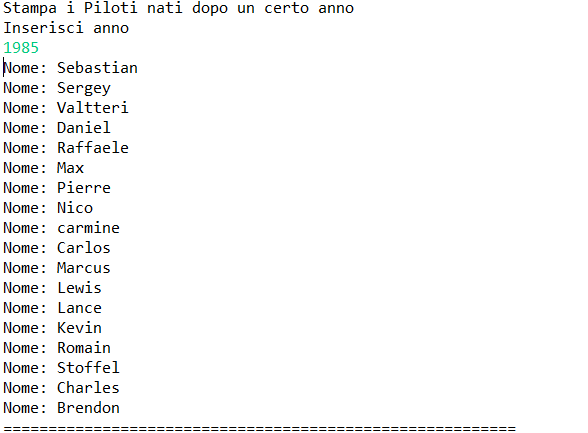 Stampa i Piloti nati dopo un certo anno
Inserisci anno
1985
Nome: Sebastian
Nome: Sergey
Nome: Valtteri
Nome: Daniel
Nome: Raffaele
Nome: Max
Nome: Pierre
Nome: Nico
Nome: carmine
Nome: Carlos
Nome: Marcus
Nome: Lewis
Nome: Lance
Nome: Kevin
Nome: Romain
Nome: Stoffel
Nome: Charles
Nome: Brendon
=========================================================